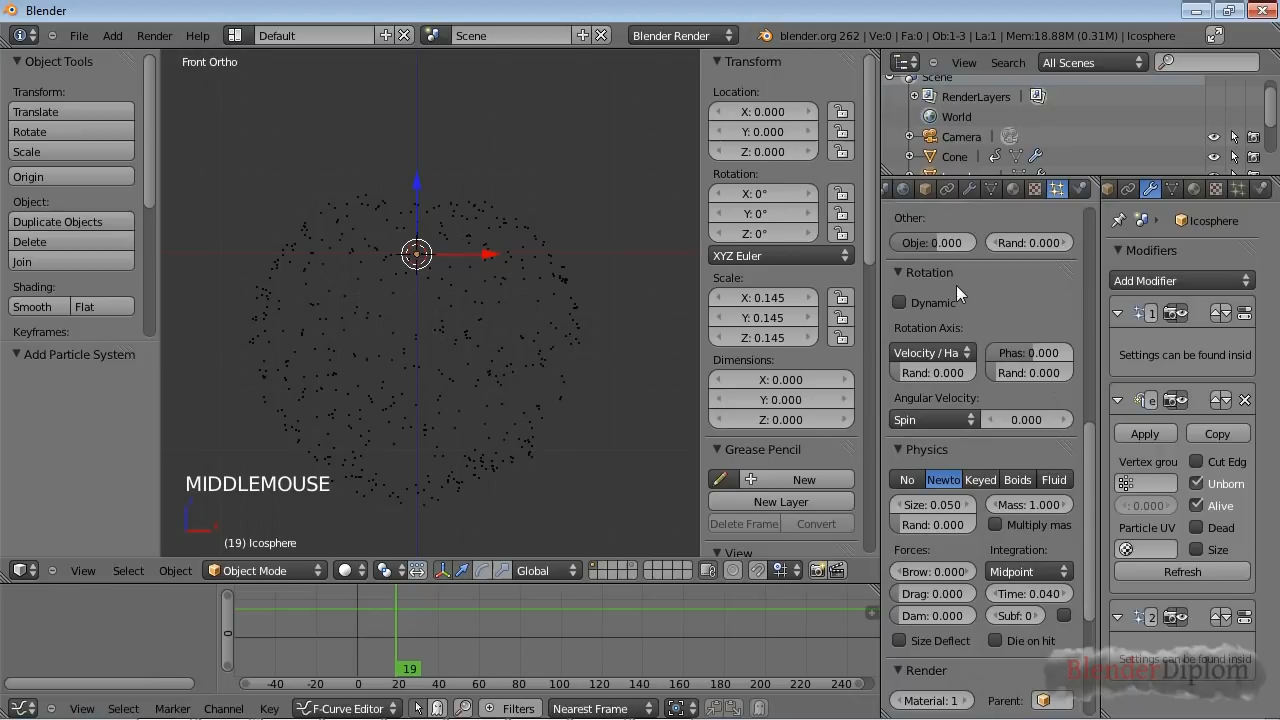 Blender
File Add Render Help Default Scene Blender Render blender.org 262 | Ve:0 | Fa:0 | Ob:1-3 | La:1 | Mem:18.88M (0.31M) | Icosphere
Object Tools
Transform:
Translate
Rotate
Scale
Origin
Object:
Duplicate Objects
Delete
Join
Shading:
Smooth Flat
Keyframes:
Add Particle System
Front Ortho
MIDDLEMOUSE
(19) Icosphere
Transform
Location:
X: 0.000
Y: 0.000
Z: 0.000
Rotation:
X: 0°
Y: 0°
Z: 0°
XYZ Euler
Scale:
X: 0.145
Y: 0.145
Z: 0.145
Dimensions:
X: 0.000
Y: 0.000
Z: 0.000
Grease Pencil
New
New Layer
Delete Frame Convert
View
View Search All Scenes
Scene
RenderLayers
World
Camera
Cone
Other:
Obje: 0.000 Rand: 0.000
Rotation
Dynamic
Rotation Axis:
Velocity / Ha Phas: 0.000
Rand: 0.000 Rand: 0.000
Angular Velocity:
Spin 0.000
Physics
No Newto Keyed Boids Fluid
Size: 0.050 Mass: 1.000
Rand: 0.000 Multiply mas
Forces: Integration:
Brow: 0.000 Midpoint
Drag: 0.000 Time: 0.040
Dam: 0.000 Subf: 0
Size Deflect Die on hit
Render
Material: 1 Parent:
Icosphere
Modifiers
Add Modifier
1
Settings can be found insid
e
Apply Copy
Vertex grou Cut Edg
Unborn
: 0.000 Alive
Particle UV Dead
Size
Refresh
2
Settings can be found insid
BlenderDiplom
View Select Object Object Mode Global
0
19
-40 -20 0 20 40 60 80 100 120 140 160 180 200 220 240
View Select Marker Channel Key F-Curve Editor Filters Nearest Frame